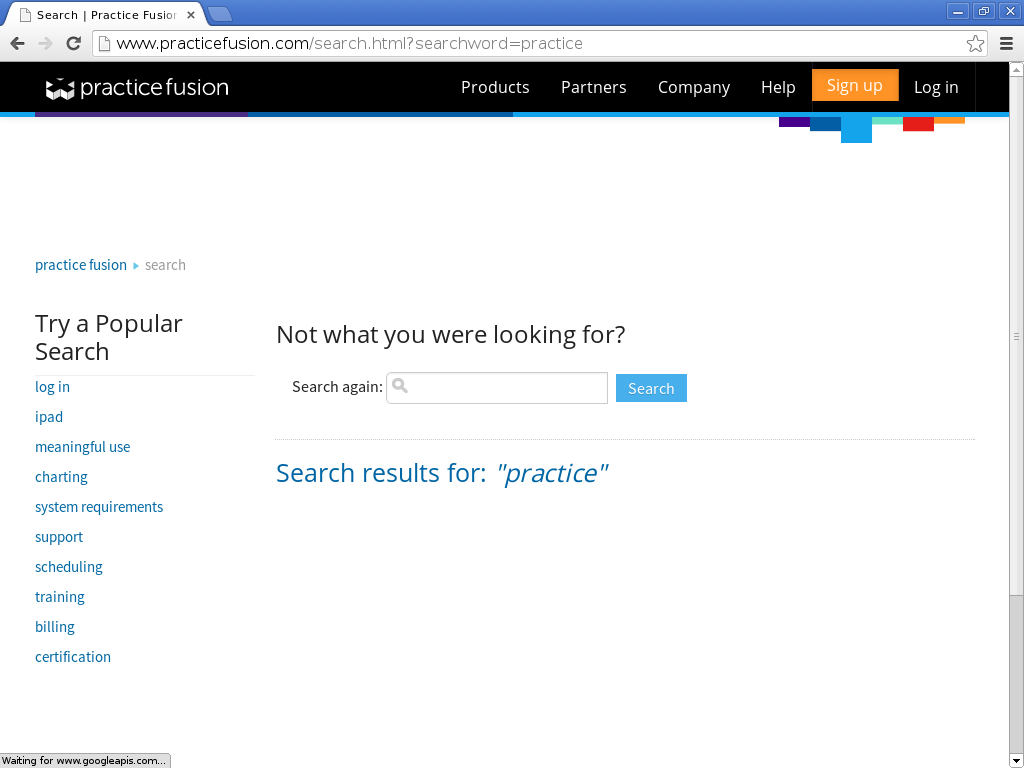 Search | Practice Fusion
www.practicefusion.com/search.html?searchword=practice
practice fusion
Products
Partners
Company
Help
Sign up
Log in
practice fusion
search
Try a Popular
Search
log in
ipad
meaningful use
charting
system requirements
support
scheduling
training
billing
certification
Not what you were looking for?
Search again:
Search
Search results for: "practice"
Waiting for www.googleapis.com...